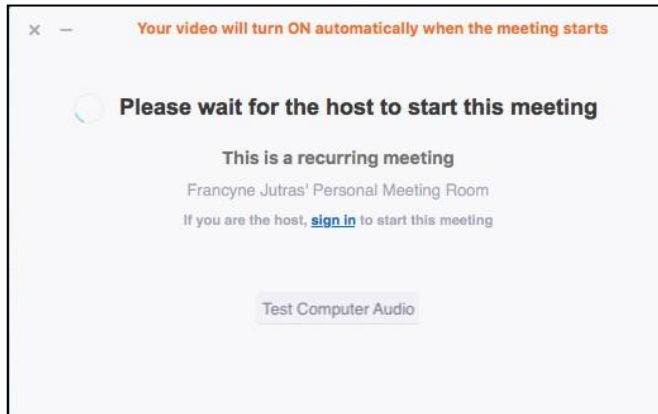 Your video will turn ON automatically when the meeting starts
Please wait for the host to start this meeting
This is a recurring meeting
Francyne Jutras' Personal Meeting Room
If you are the host, sign in to start this meeting
Test Computer Audio